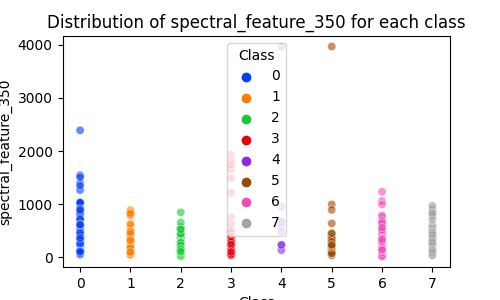 Distribution of spectral_feature_350 for each class
4000
3000
2000
1000
0
spectral_feature_350
Class
0
1
2
3
4
5
6
7
0 1 2 3 4 5 6 7
Class